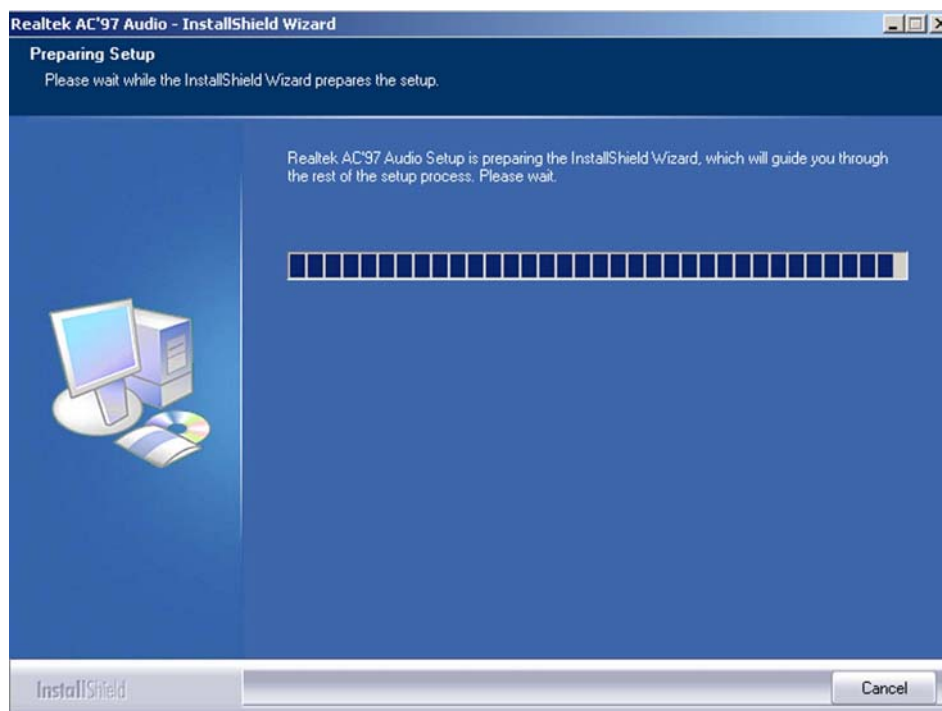 Realtek AC'97 Audio - InstallShield Wizard
Preparing Setup
Please wait while the InstallShield Wizard prepares the setup.
Realtek AC'97 Audio Setup is preparing the InstallShield Wizard, which will guide you through
the rest of the setup process. Please wait.
InstallShield
Cancel